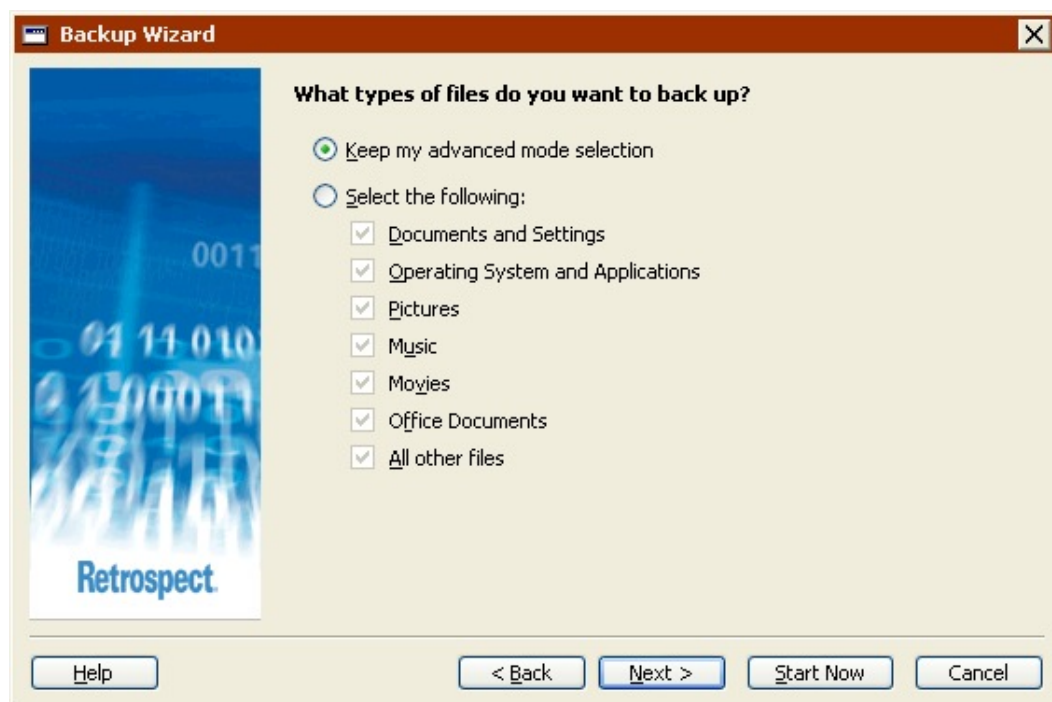 Backup Wizard
What types of files do you want to back up?
Keep my advanced mode selection
Select the following:
Documents and Settings
Operating System and Applications
Pictures
Music
Movies
Office Documents
All other files
0011
01 11 010
Retrospect.
Help
< Back
Next >
Start Now
Cancel